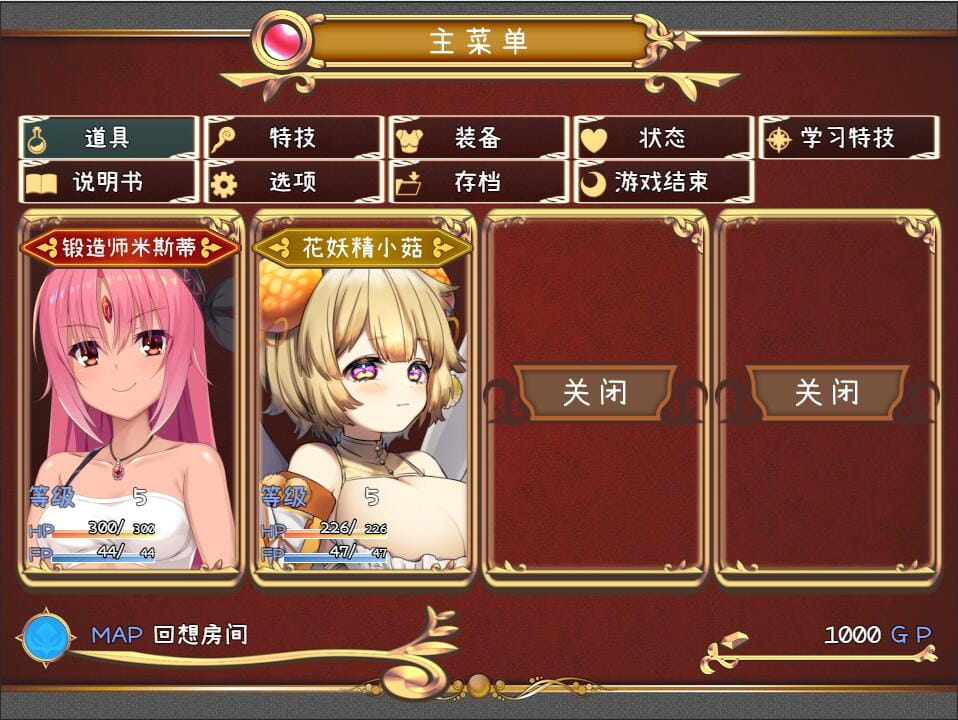 主菜单
道具 特技 装备 状态 学习特技
说明书 选项 存档 游戏结束
锻造师米斯蒂 花妖精小菇
关闭 关闭
等级 5 等级 5
HP 300/ 300 HP 226/ 226
FP 44/ 44 FP 47/ 47
MAP 回想房间 1000 GP